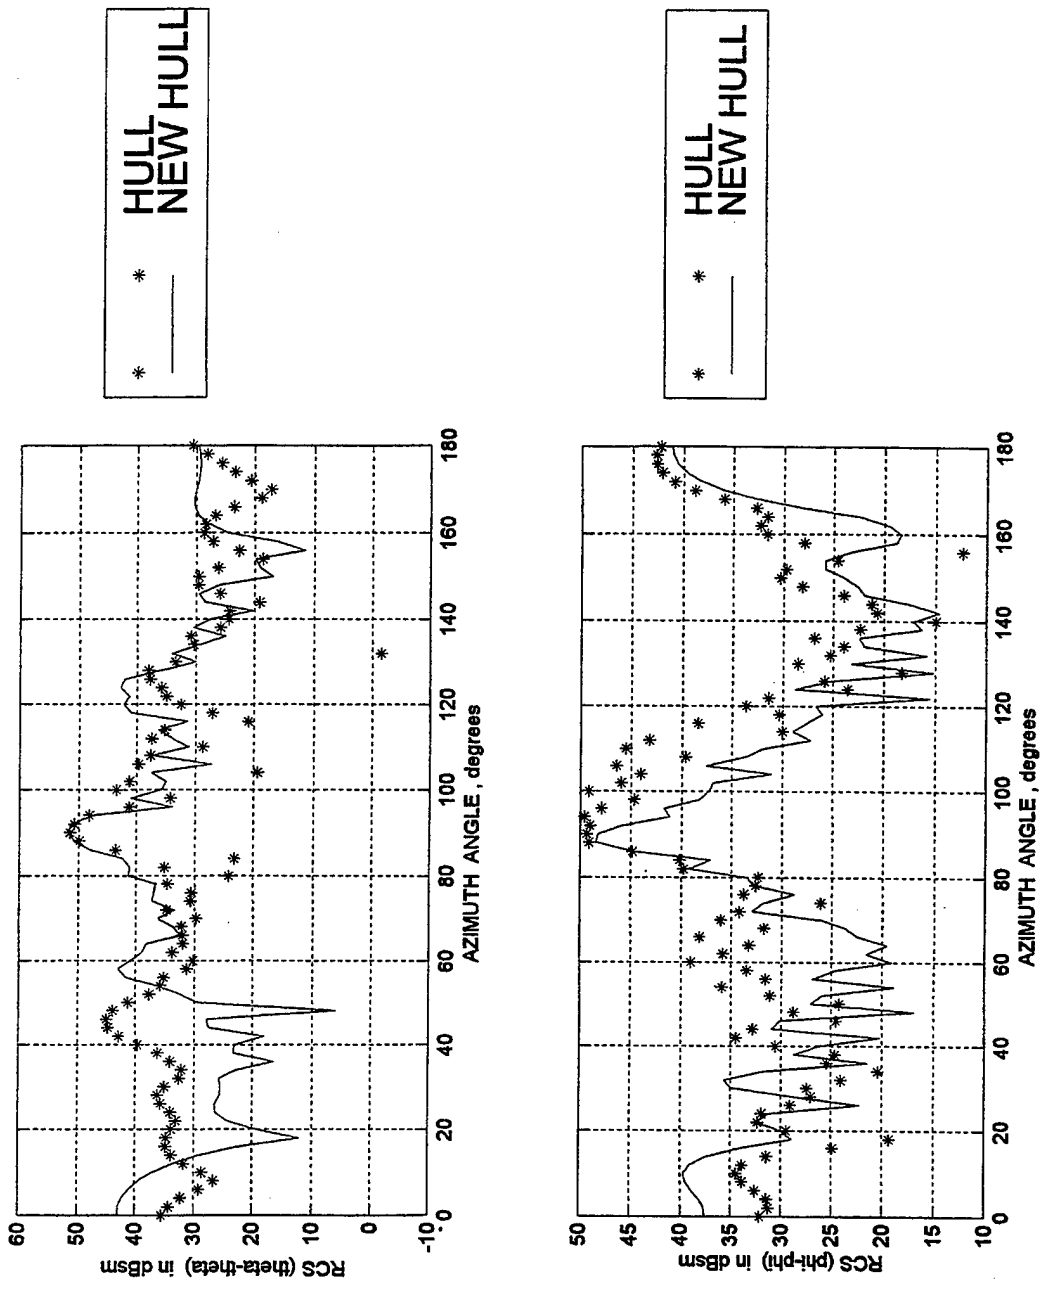 HULL
NEW HULL
60
50
40
30
20
10
0
-10
RCS (theta-theta) in dBsm
0 20 40 60 80 100 120 140 160 180
AZIMUTH ANGLE, degrees
HULL
NEW HULL
50
45
40
35
30
25
20
15
10
RCS (phi-phi) in dBsm
0 20 40 60 80 100 120 140 160 180
AZIMUTH ANGLE, degrees